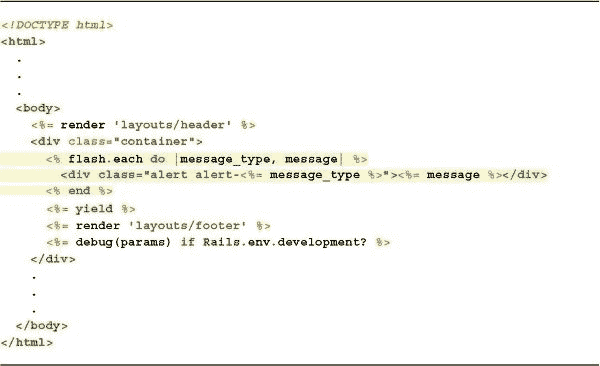 <!DOCTYPE html>
<html>
  .
  .
  .
  <body>
    <%= render 'layouts/header' %>
    <div class="container">
      <% flash.each do |message_type, message| %>
        <div class="alert alert-<%= message_type %>"><%= message %></div>
      <% end %>
      <%= yield %>
      <%= render 'layouts/footer' %>
      <%= debug(params) if Rails.env.development? %>
    </div>
    .
    .
    .
  </body>
</html>